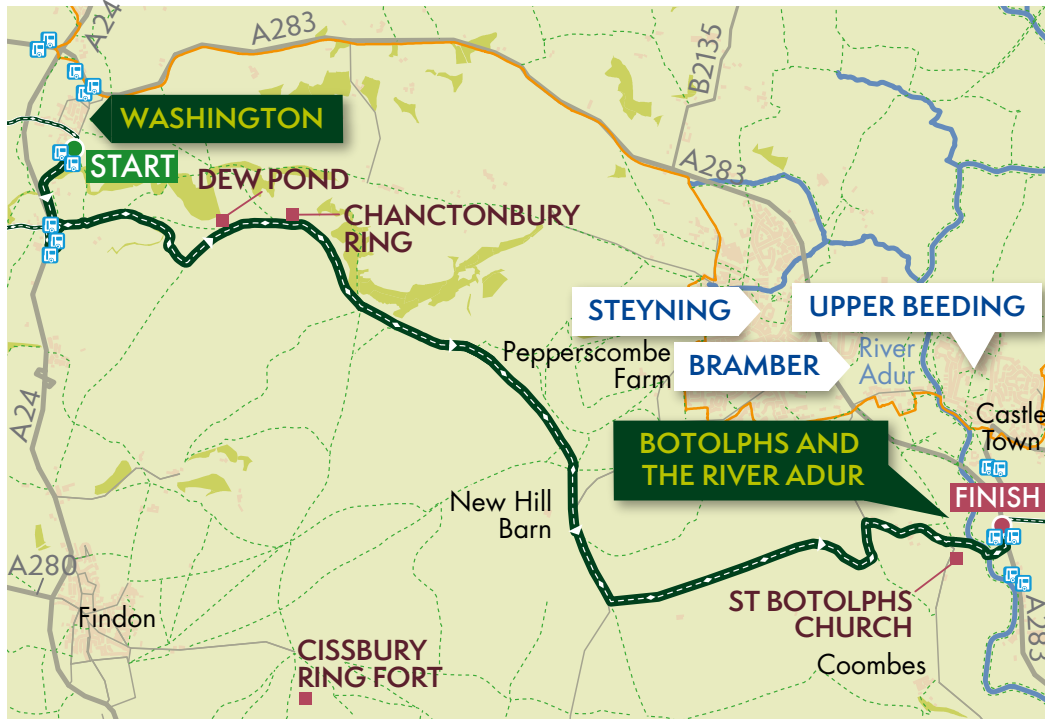 A24
A283
B2135
WASHINGTON
START
A283
DEW POND
CHANCTONBURY
RING
STEYNING
UPPER BEEDING
Pepperscombe
Farm
BRAMBER
River
Adur
A24
Castle
Town
BOTOLPHS AND
THE RIVER ADUR
FINISH
New Hill
Barn
A280
Findon
ST BOTOLPHS
CHURCH
A283
CISSBURY
RING FORT
Coombes